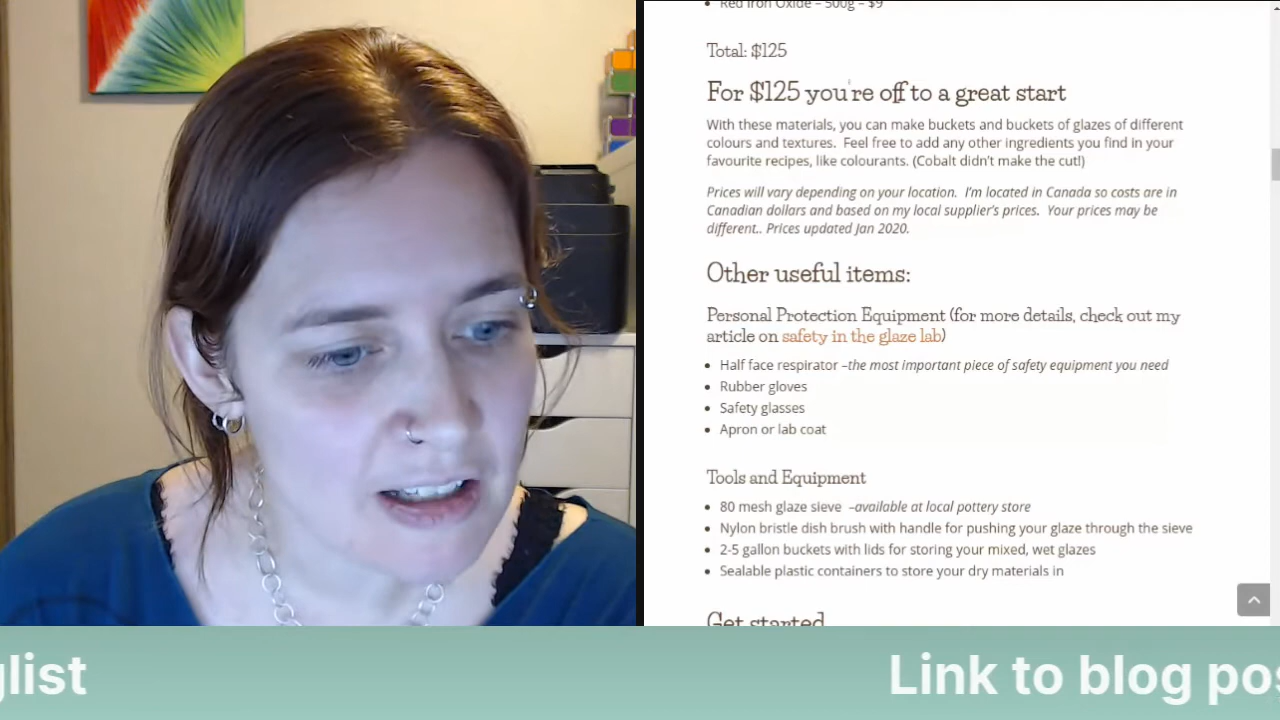 Red Iron Oxide – 500g – $9
Total: $125
For $125 you're off to a great start
With these materials, you can make buckets and buckets of glazes of different
colours and textures. Feel free to add any other ingredients you find in your
favourite recipes, like colourants. (Cobalt didn't make the cut!)
Prices will vary depending on your location. I'm located in Canada so costs are in
Canadian dollars and based on my local supplier's prices. Your prices may be
different.. Prices updated Jan 2020.
Other useful items:
Personal Protection Equipment (for more details, check out my
article on safety in the glaze lab)
Half face respirator –the most important piece of safety equipment you need
Rubber gloves
Safety glasses
Apron or lab coat
Tools and Equipment
80 mesh glaze sieve –available at local pottery store
Nylon bristle dish brush with handle for pushing your glaze through the sieve
2-5 gallon buckets with lids for storing your mixed, wet glazes
Sealable plastic containers to store your dry materials in
Get started
glist
Link to blog pos